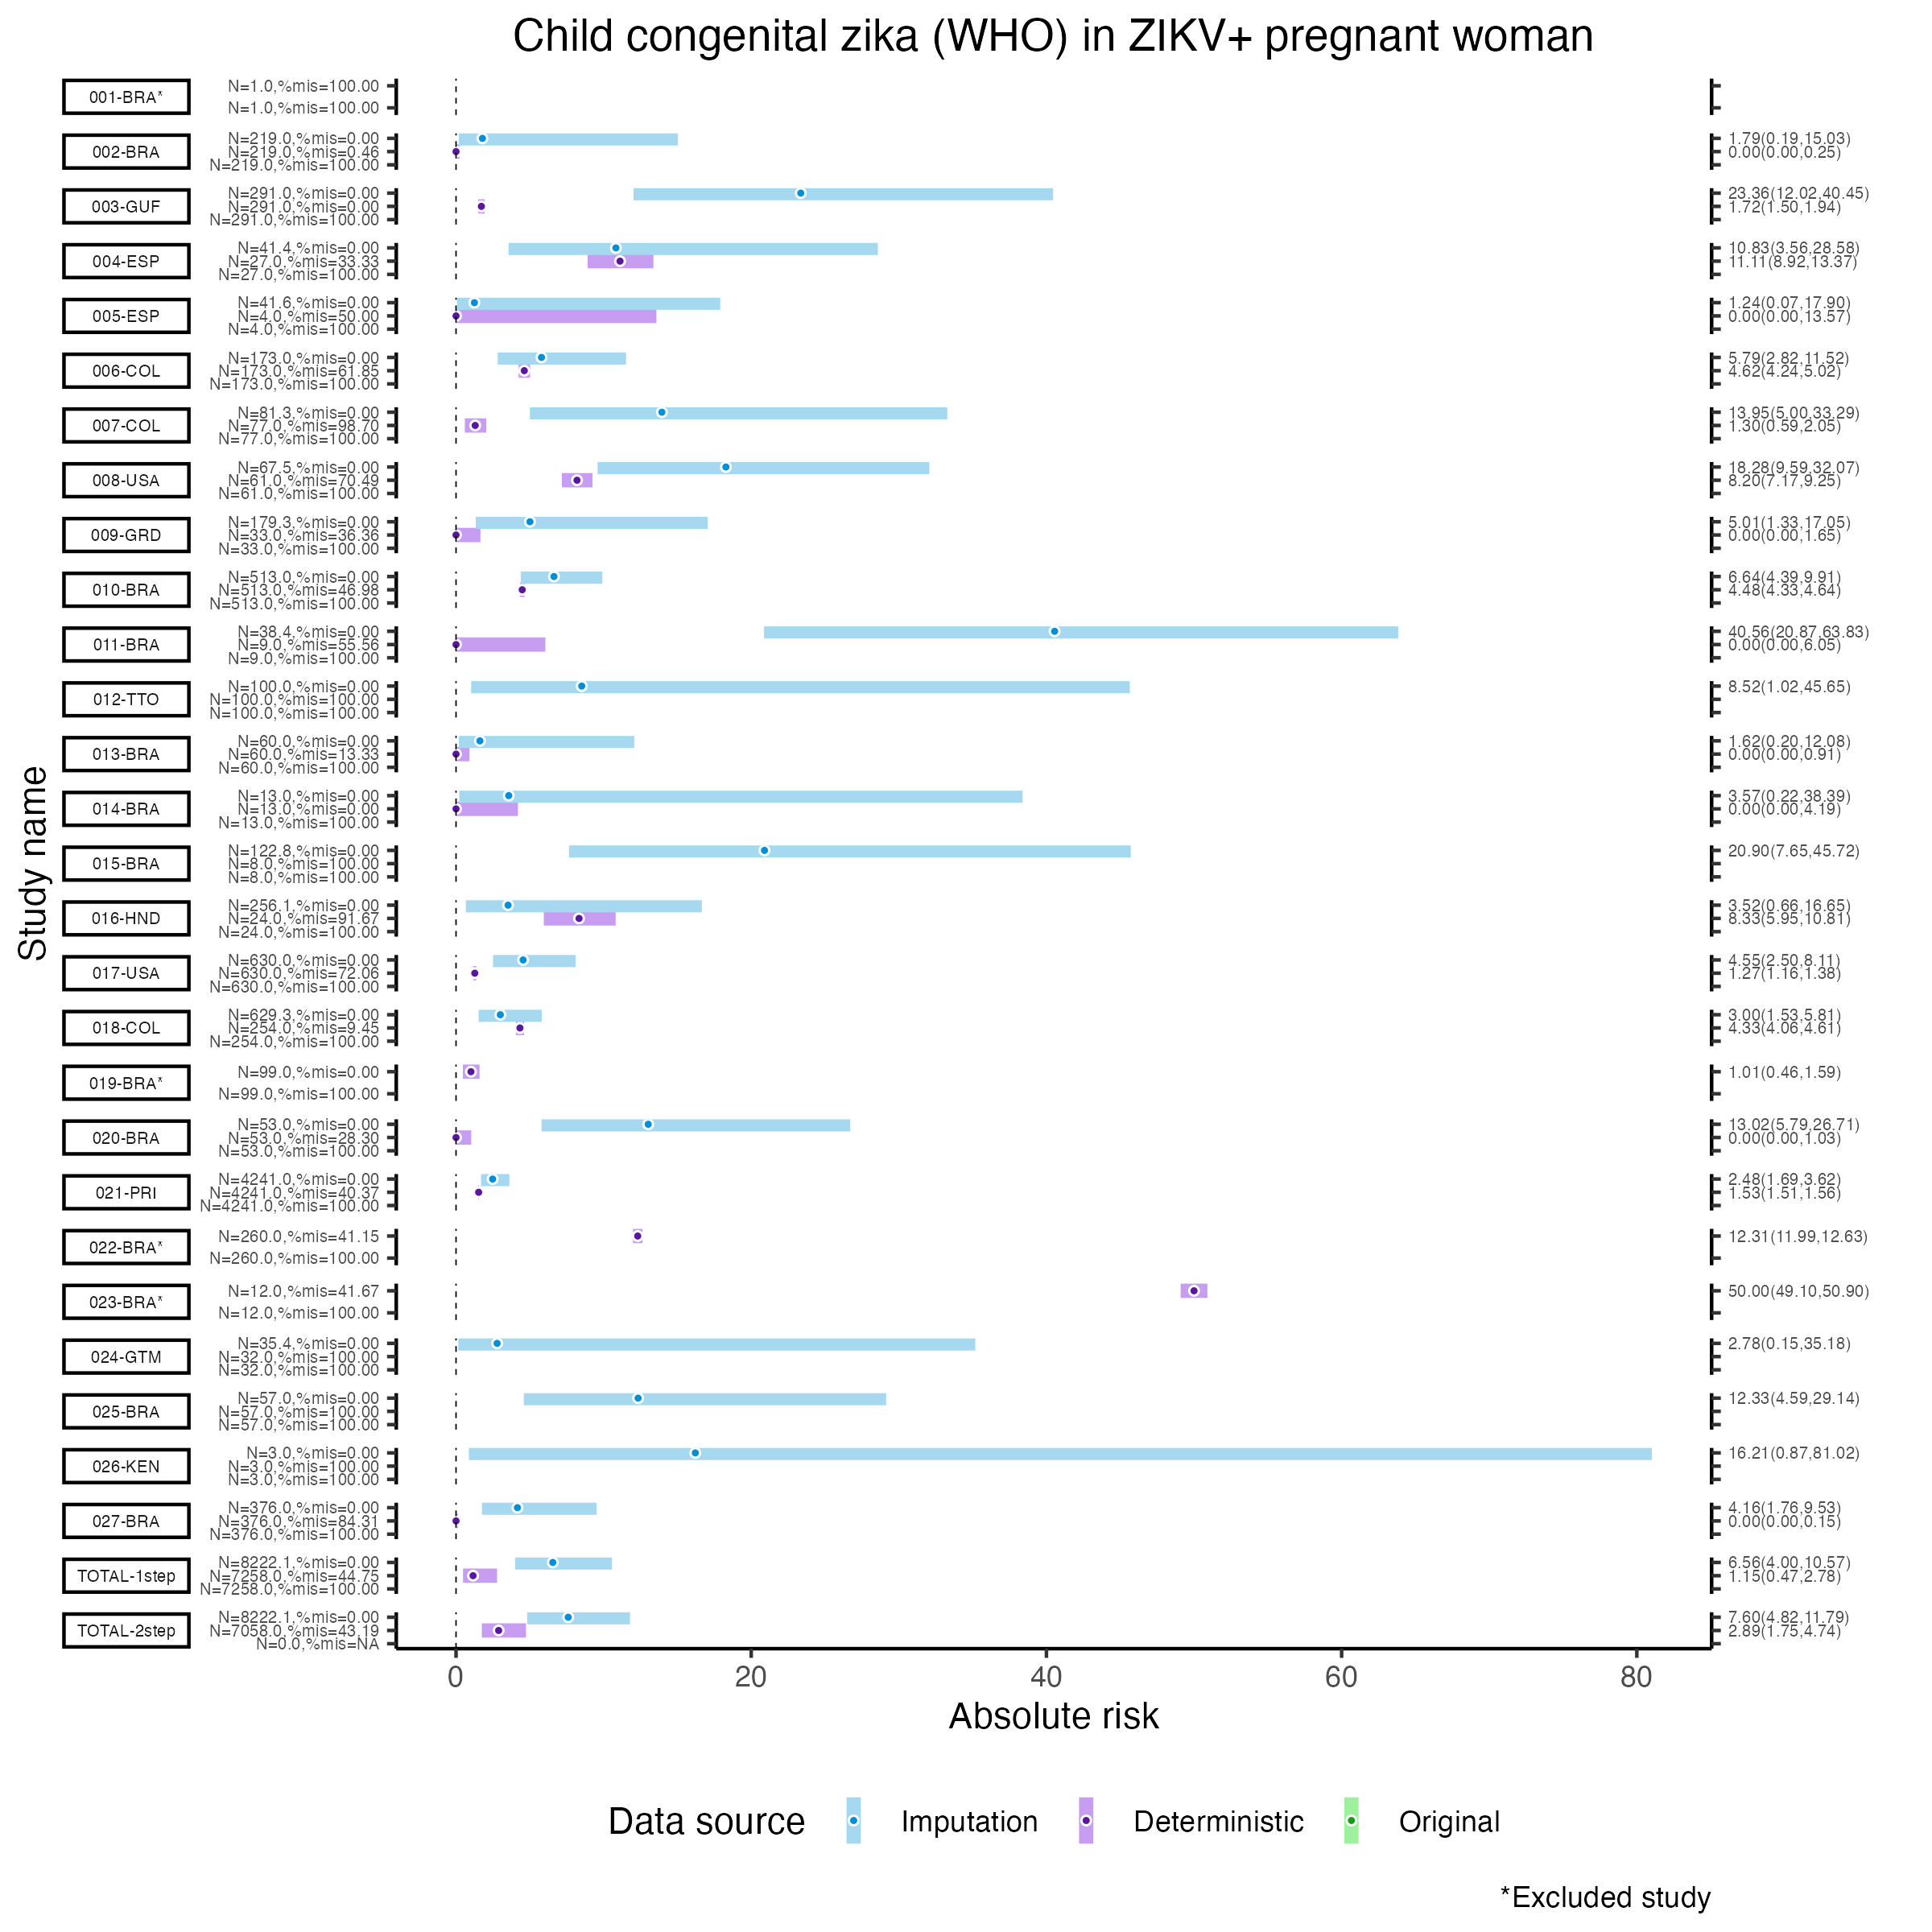 Child congenital zika (WHO) in ZIKV+ pregnant woman
Study name
001-BRA*
N=1.0,%mis=100.00
N=1.0,%mis=100.00
002-BRA
N=219.0,%mis=0.00
N=219.0,%mis=0.46
N=219.0,%mis=100.00
1.79(0.19,15.03)
0.00(0.00,0.25)
003-GUF
N=291.0,%mis=0.00
N=291.0,%mis=0.00
N=291.0,%mis=100.00
23.36(12.02,40.45)
1.72(1.50,1.94)
004-ESP
N=41.4,%mis=0.00
N=27.0,%mis=33.33
N=27.0,%mis=100.00
10.83(3.56,28.58)
11.11(8.92,13.37)
005-ESP
N=41.6,%mis=0.00
N=4.0,%mis=50.00
N=4.0,%mis=100.00
1.24(0.07,17.90)
0.00(0.00,13.57)
006-COL
N=173.0,%mis=0.00
N=173.0,%mis=61.85
N=173.0,%mis=100.00
5.79(2.82,11.52)
4.62(4.24,5.02)
007-COL
N=81.3,%mis=0.00
N=77.0,%mis=98.70
N=77.0,%mis=100.00
13.95(5.00,33.29)
1.30(0.59,2.05)
008-USA
N=67.5,%mis=0.00
N=61.0,%mis=70.49
N=61.0,%mis=100.00
18.28(9.59,32.07)
8.20(7.17,9.25)
009-GRD
N=179.3,%mis=0.00
N=33.0,%mis=36.36
N=33.0,%mis=100.00
5.01(1.33,17.05)
0.00(0.00,1.65)
010-BRA
N=513.0,%mis=0.00
N=513.0,%mis=46.98
N=513.0,%mis=100.00
6.64(4.39,9.91)
4.48(4.33,4.64)
011-BRA
N=38.4,%mis=0.00
N=9.0,%mis=55.56
N=9.0,%mis=100.00
40.56(20.87,63.83)
0.00(0.00,6.05)
012-TTO
N=100.0,%mis=0.00
N=100.0,%mis=100.00
N=100.0,%mis=100.00
8.52(1.02,45.65)
013-BRA
N=60.0,%mis=0.00
N=60.0,%mis=13.33
N=60.0,%mis=100.00
1.62(0.20,12.08)
0.00(0.00,0.91)
014-BRA
N=13.0,%mis=0.00
N=13.0,%mis=0.00
N=13.0,%mis=100.00
3.57(0.22,38.39)
0.00(0.00,4.19)
015-BRA
N=122.8,%mis=0.00
N=8.0,%mis=100.00
N=8.0,%mis=100.00
20.90(7.65,45.72)
016-HND
N=256.1,%mis=0.00
N=24.0,%mis=91.67
N=24.0,%mis=100.00
3.52(0.66,16.65)
8.33(5.95,10.81)
017-USA
N=630.0,%mis=0.00
N=630.0,%mis=72.06
N=630.0,%mis=100.00
4.55(2.50,8.11)
1.27(1.16,1.38)
018-COL
N=629.3,%mis=0.00
N=254.0,%mis=9.45
N=254.0,%mis=100.00
3.00(1.53,5.81)
4.33(4.06,4.61)
019-BRA*
N=99.0,%mis=0.00
N=99.0,%mis=100.00
1.01(0.46,1.59)
020-BRA
N=53.0,%mis=0.00
N=53.0,%mis=28.30
N=53.0,%mis=100.00
13.02(5.79,26.71)
0.00(0.00,1.03)
021-PRI
N=4241.0,%mis=0.00
N=4241.0,%mis=40.37
N=4241.0,%mis=100.00
2.48(1.69,3.62)
1.53(1.51,1.56)
022-BRA*
N=260.0,%mis=41.15
N=260.0,%mis=100.00
12.31(11.99,12.63)
023-BRA*
N=12.0,%mis=41.67
N=12.0,%mis=100.00
50.00(49.10,50.90)
024-GTM
N=35.4,%mis=0.00
N=32.0,%mis=100.00
N=32.0,%mis=100.00
2.78(0.15,35.18)
025-BRA
N=57.0,%mis=0.00
N=57.0,%mis=100.00
N=57.0,%mis=100.00
12.33(4.59,29.14)
026-KEN
N=3.0,%mis=0.00
N=3.0,%mis=100.00
N=3.0,%mis=100.00
16.21(0.87,81.02)
027-BRA
N=376.0,%mis=0.00
N=376.0,%mis=84.31
N=376.0,%mis=100.00
4.16(1.76,9.53)
0.00(0.00,0.15)
TOTAL-1step
N=8222.1,%mis=0.00
N=7258.0,%mis=44.75
N=7258.0,%mis=100.00
6.56(4.00,10.57)
1.15(0.47,2.78)
TOTAL-2step
N=8222.1,%mis=0.00
N=7058.0,%mis=43.19
N=0.0,%mis=NA
7.60(4.82,11.79)
2.89(1.75,4.74)
0 20 40 60 80
Absolute risk
Data source Imputation Deterministic Original
*Excluded study